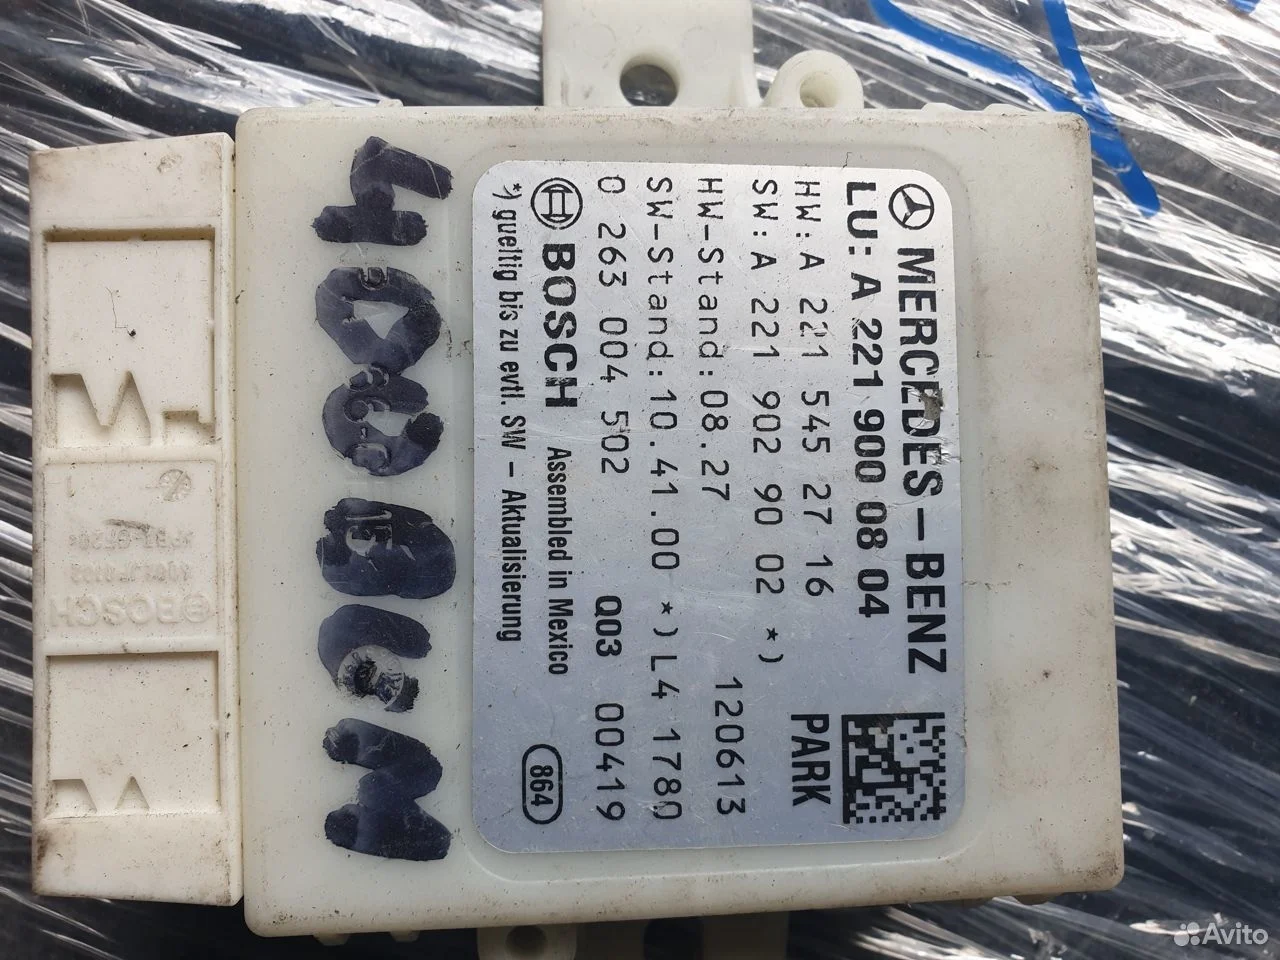 MERCEDES-BENZ
LU: A 221 900 08 04
HW: A 221 545 27 16 PARK
SW: A 221 902 90 02 *)
HW-Stand:08.27 120613
SW-Stand:10.41.00 *)L4 1780
0 263 004 502 Q03 00419
BOSCH Assembled in Mexico 864
*) gueltig bis zu evtl. SW - Aktualisierung
15
BOSCH
Avito